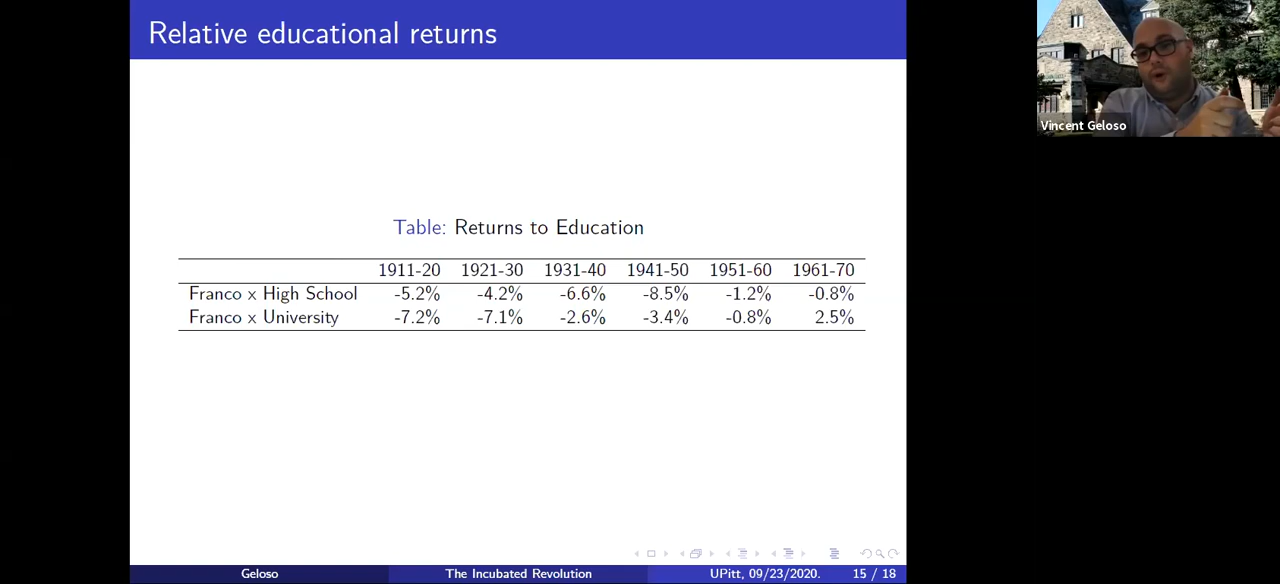 Relative educational returns
Vincent Geloso
Table: Returns to Education
1911-20 1921-30 1931-40 1941-50 1951-60 1961-70
Franco x High School -5.2% -4.2% -6.6% -8.5% -1.2% -0.8%
Franco x University -7.2% -7.1% -2.6% -3.4% -0.8% 2.5%
Geloso The Incubated Revolution UPitt, 09/23/2020. 15 / 18